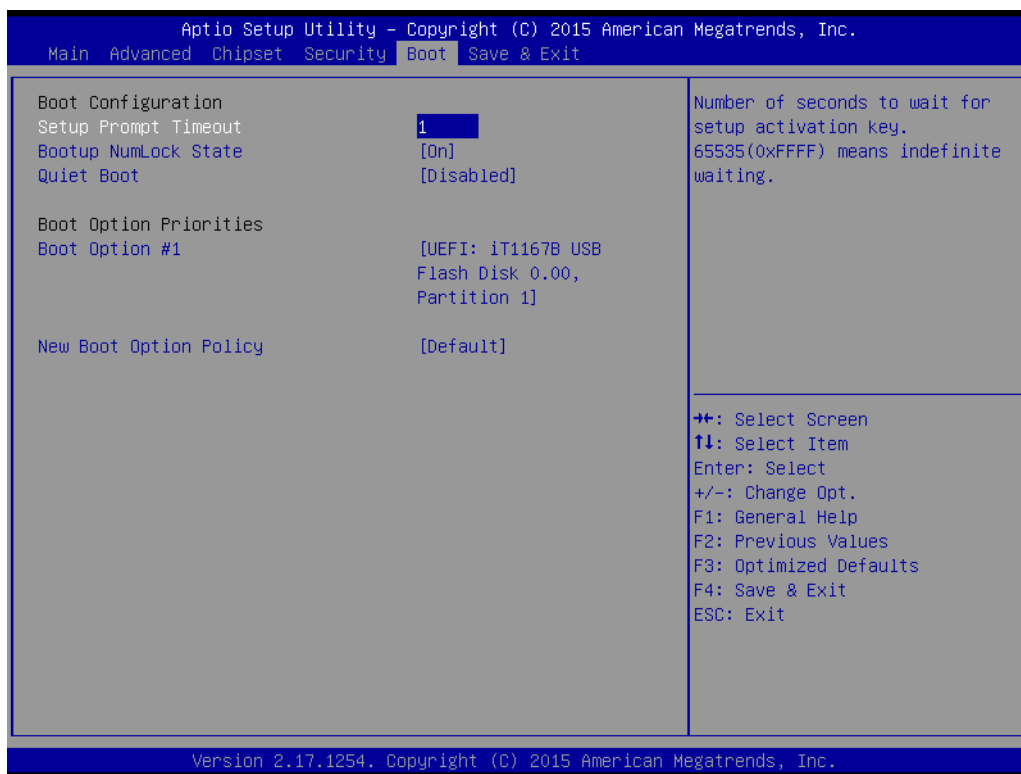 Aptio Setup Utility – Copyright (C) 2015 American Megatrends, Inc.
Main Advanced Chipset Security Boot Save & Exit
Boot Configuration
Setup Prompt Timeout 1
Bootup NumLock State [On]
Quiet Boot [Disabled]
Boot Option Priorities
Boot Option #1 [UEFI: iT1167B USB
Flash Disk 0.00,
Partition 1]
New Boot Option Policy [Default]
Number of seconds to wait for
setup activation key.
65535(0xFFFF) means indefinite
waiting.
→←: Select Screen
↑↓: Select Item
Enter: Select
+/-: Change Opt.
F1: General Help
F2: Previous Values
F3: Optimized Defaults
F4: Save & Exit
ESC: Exit
Version 2.17.1254. Copyright (C) 2015 American Megatrends, Inc.